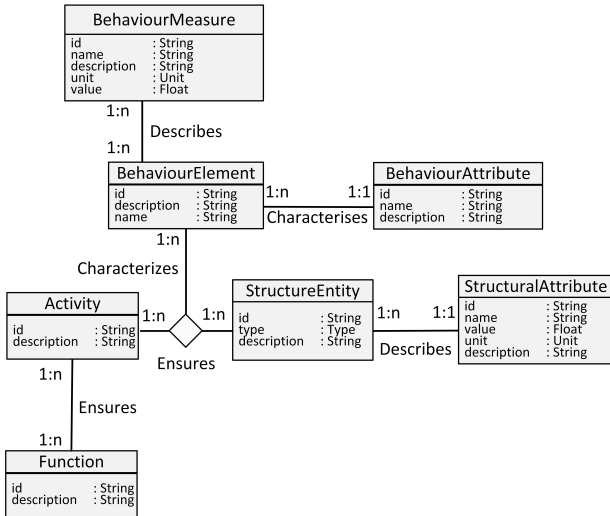 BehaviourMeasure
id : String
name : String
description : String
unit : Unit
value : Float
1:n
Describes
1:n
BehaviourElement
id : String
description : String
name : String
1:n
1:1
Characterises
BehaviourAttribute
id : String
name : String
description : String
1:n
Characterizes
Activity
id : String
description : String
1:n
1:n
Ensures
StructureEntity
id : String
type : Type
description : String
1:n
1:1
Describes
StructuralAttribute
id : String
name : String
value : Float
unit : Unit
description : String
1:n
Ensures
1:n
Function
id : String
description : String